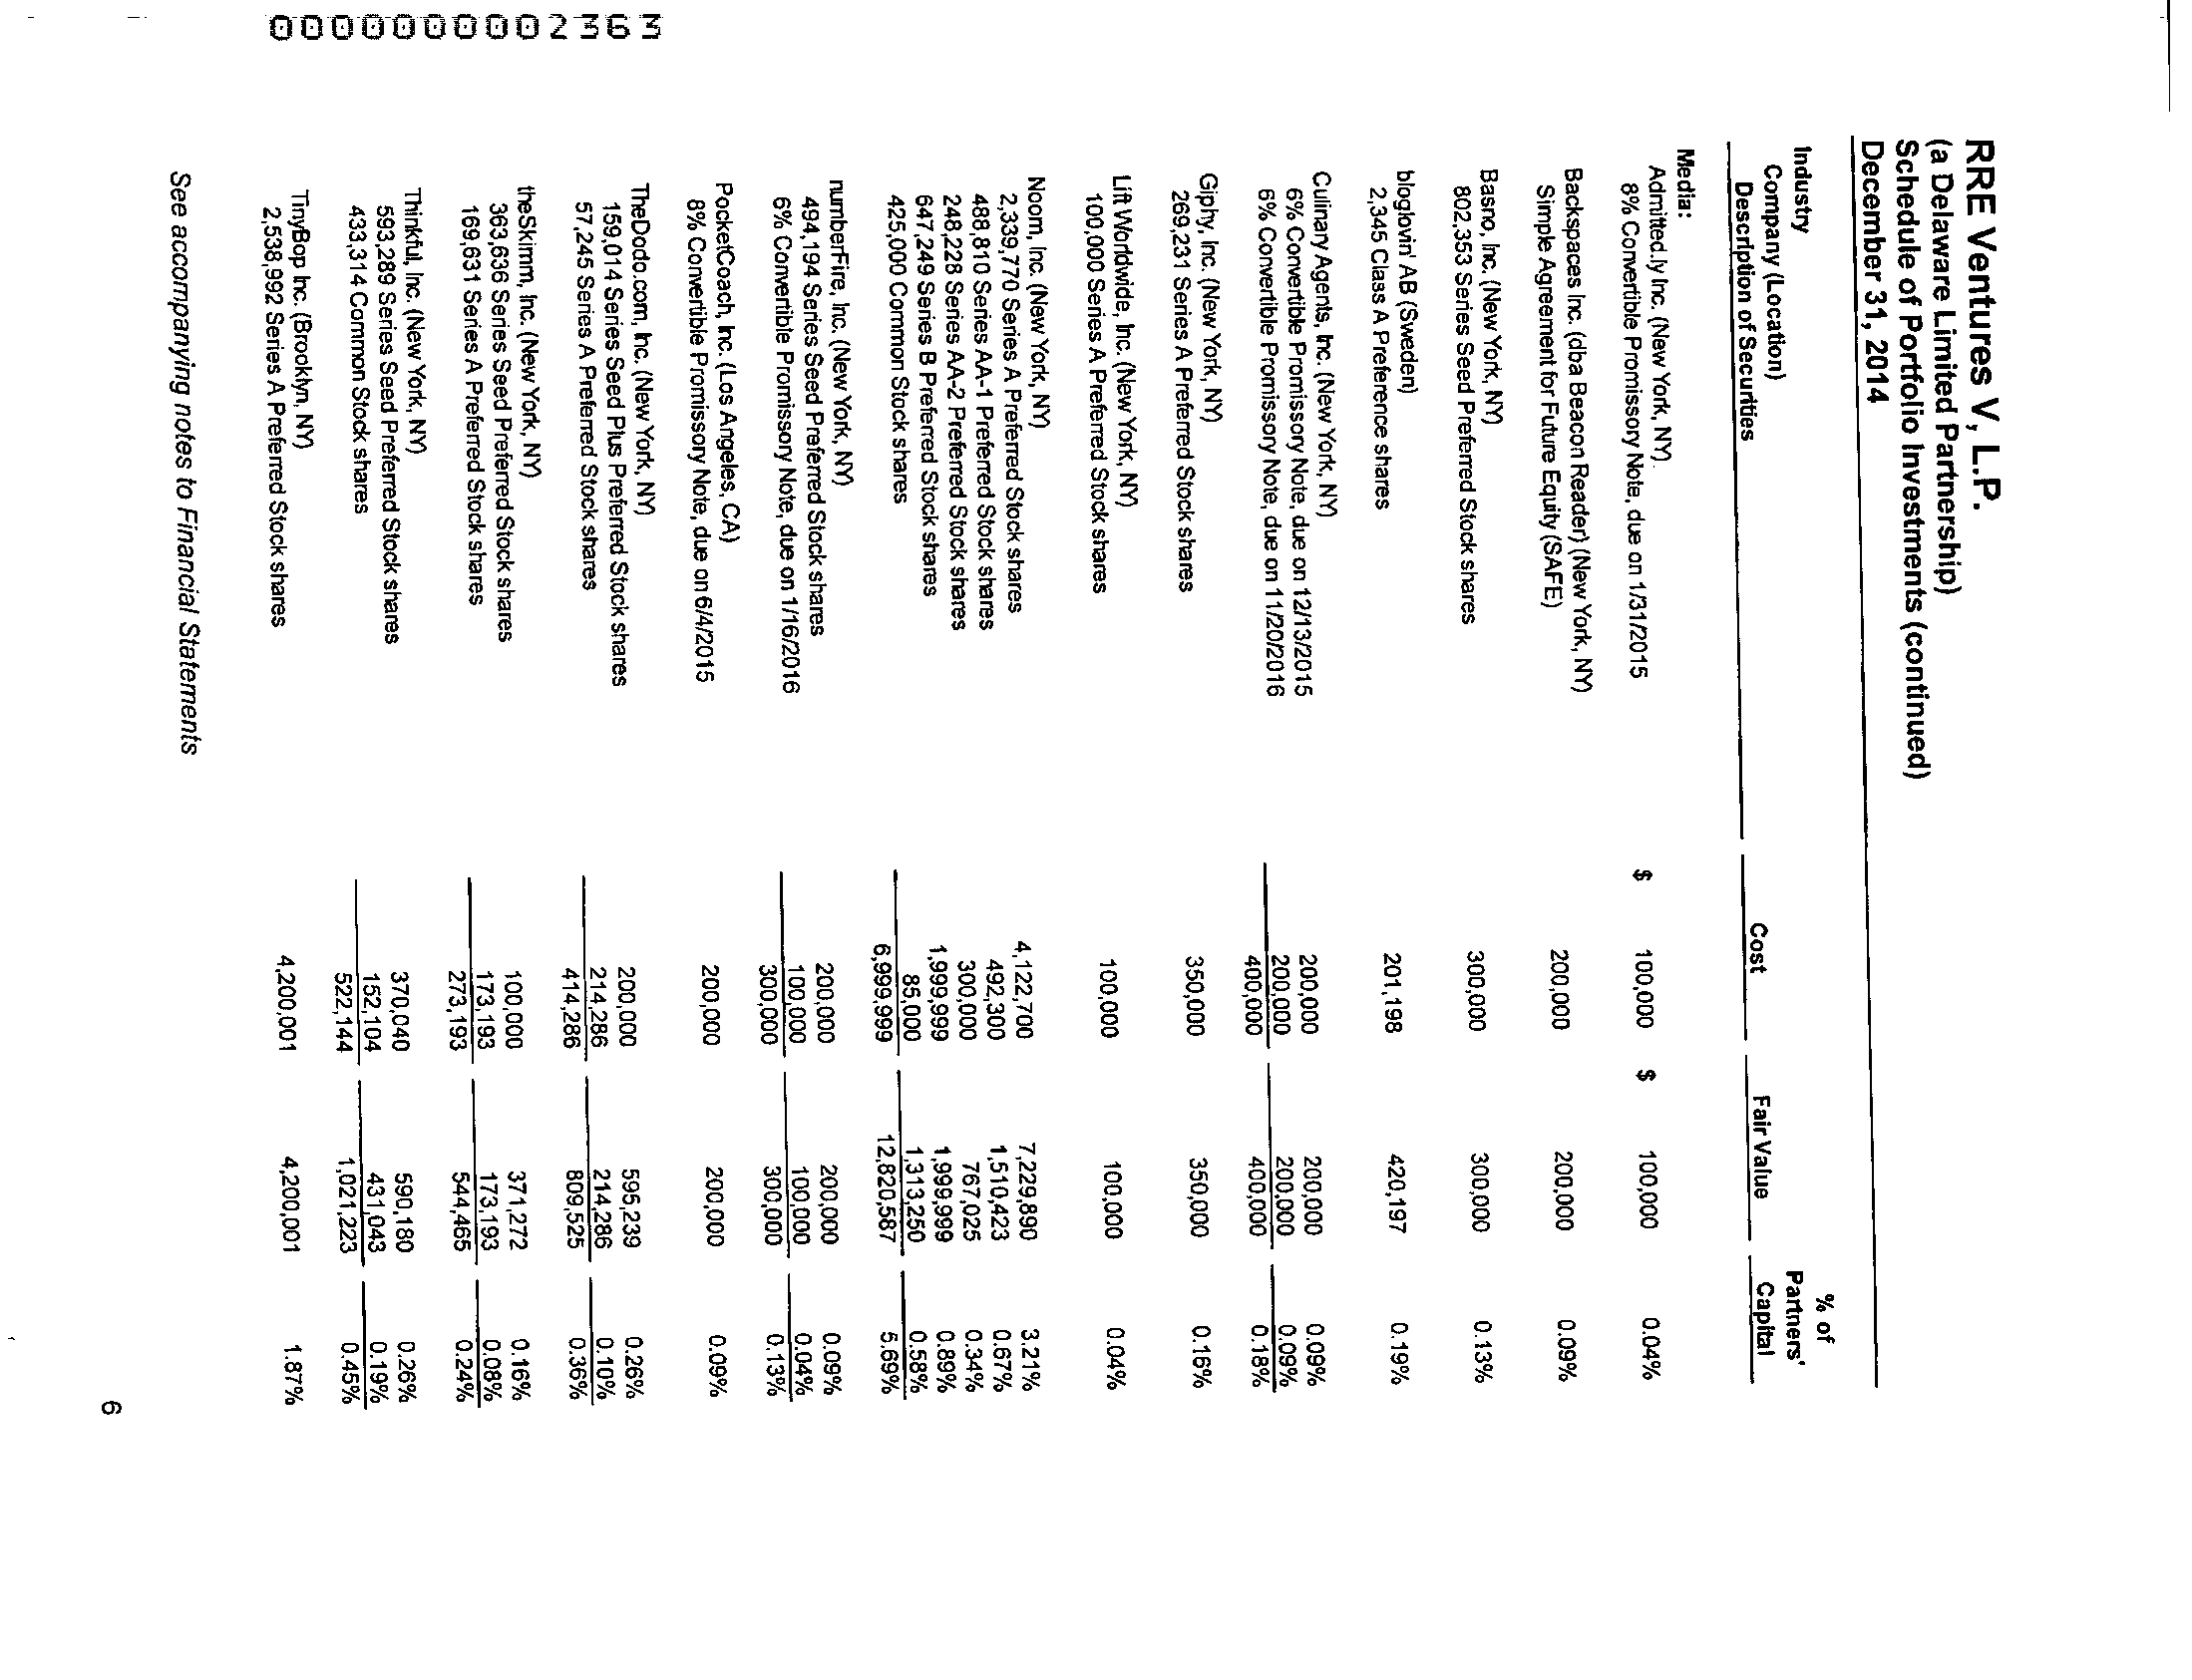 RRE Ventures V, L.P.
(a Delaware Limited Partnership)
Schedule of Portfolio Investments (continued)
December 31, 2014
% of
Industry Partners'
Company (Location) Cost Fair Value Capital
Description of Securities
Media:
Admitted.ly Inc. (New York, NY)
8% Convertible Promissory Note, due on 1/31/2015 $ 100,000 $ 100,000 0.04%
Backspaces Inc. (dba Beacon Reader) (New York, NY)
Simple Agreement for Future Equity (SAFE) 200,000 200,000 0.09%
Basno, Inc. (New York, NY)
802,353 Series Seed Preferred Stock shares 300,000 300,000 0.13%
bloglovin' AB (Sweden)
2,345 Class A Preference shares 201,198 420,197 0.19%
Culinary Agents, Inc. (New York, NY)
6% Convertible Promissory Note, due on 12/13/2015 200,000 200,000 0.09%
6% Convertible Promissory Note, due on 11/20/2016 200,000 200,000 0.09%
400,000 400,000 0.18%
Giphy, Inc. (New York, NY)
269,231 Series A Preferred Stock shares 350,000 350,000 0.16%
Lift Worldwide, Inc. (New York, NY)
100,000 Series A Preferred Stock shares 100,000 100,000 0.04%
Noom, Inc. (New York, NY)
2,339,770 Series A Preferred Stock shares 4,122,700 7,229,890 3.21%
488,810 Series AA-1 Preferred Stock shares 492,300 1,510,423 0.67%
248,228 Series AA-2 Preferred Stock shares 300,000 767,025 0.34%
647,249 Series B Preferred Stock shares 1,999,999 1,999,999 0.89%
425,000 Common Stock shares 85,000 1,313,250 0.58%
6,999,999 12,820,587 5.69%
numberFire, Inc. (New York, NY)
494,194 Series Seed Preferred Stock shares 200,000 200,000 0.09%
6% Convertible Promissory Note, due on 1/16/2016 100,000 100,000 0.04%
300,000 300,000 0.13%
PocketCoach, Inc. (Los Angeles, CA)
8% Convertible Promissory Note, due on 6/4/2015 200,000 200,000 0.09%
TheDodo.com, Inc. (New York, NY)
159,014 Series Seed Plus Preferred Stock shares 200,000 595,239 0.26%
57,245 Series A Preferred Stock shares 214,286 214,286 0.10%
414,286 809,525 0.36%
theSkimm, Inc. (New York, NY)
363,636 Series Seed Preferred Stock shares 100,000 371,272 0.16%
169,631 Series A Preferred Stock shares 173,193 173,193 0.08%
273,193 544,465 0.24%
Thinkful, Inc. (New York, NY)
593,289 Series Seed Preferred Stock shares 370,040 590,180 0.26%
433,314 Common Stock shares 152,104 431,043 0.19%
522,144 1,021,223 0.45%
TinyBop Inc. (Brooklyn, NY)
2,538,992 Series A Preferred Stock shares 4,200,001 4,200,001 1.87%
See accompanying notes to Financial Statements
6
0000000002363